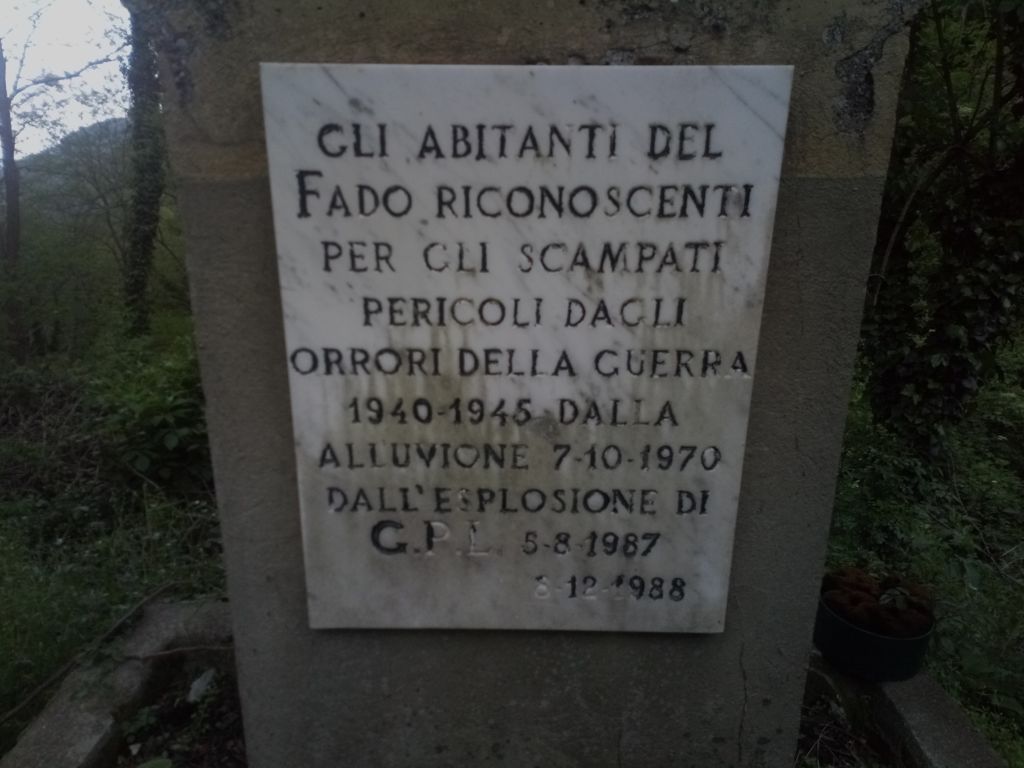 GLI ABITANTI DEL
FADO RICONOSCENTI
PER GLI SCAMPATI
PERICOLI DAGLI
ORRORI DELLA GUERRA
1940-1945 DALLA
ALLUVIONE 7-10-1970
DALL'ESPLOSIONE DI
G.P.L. 5-8-1987
8-12-1988